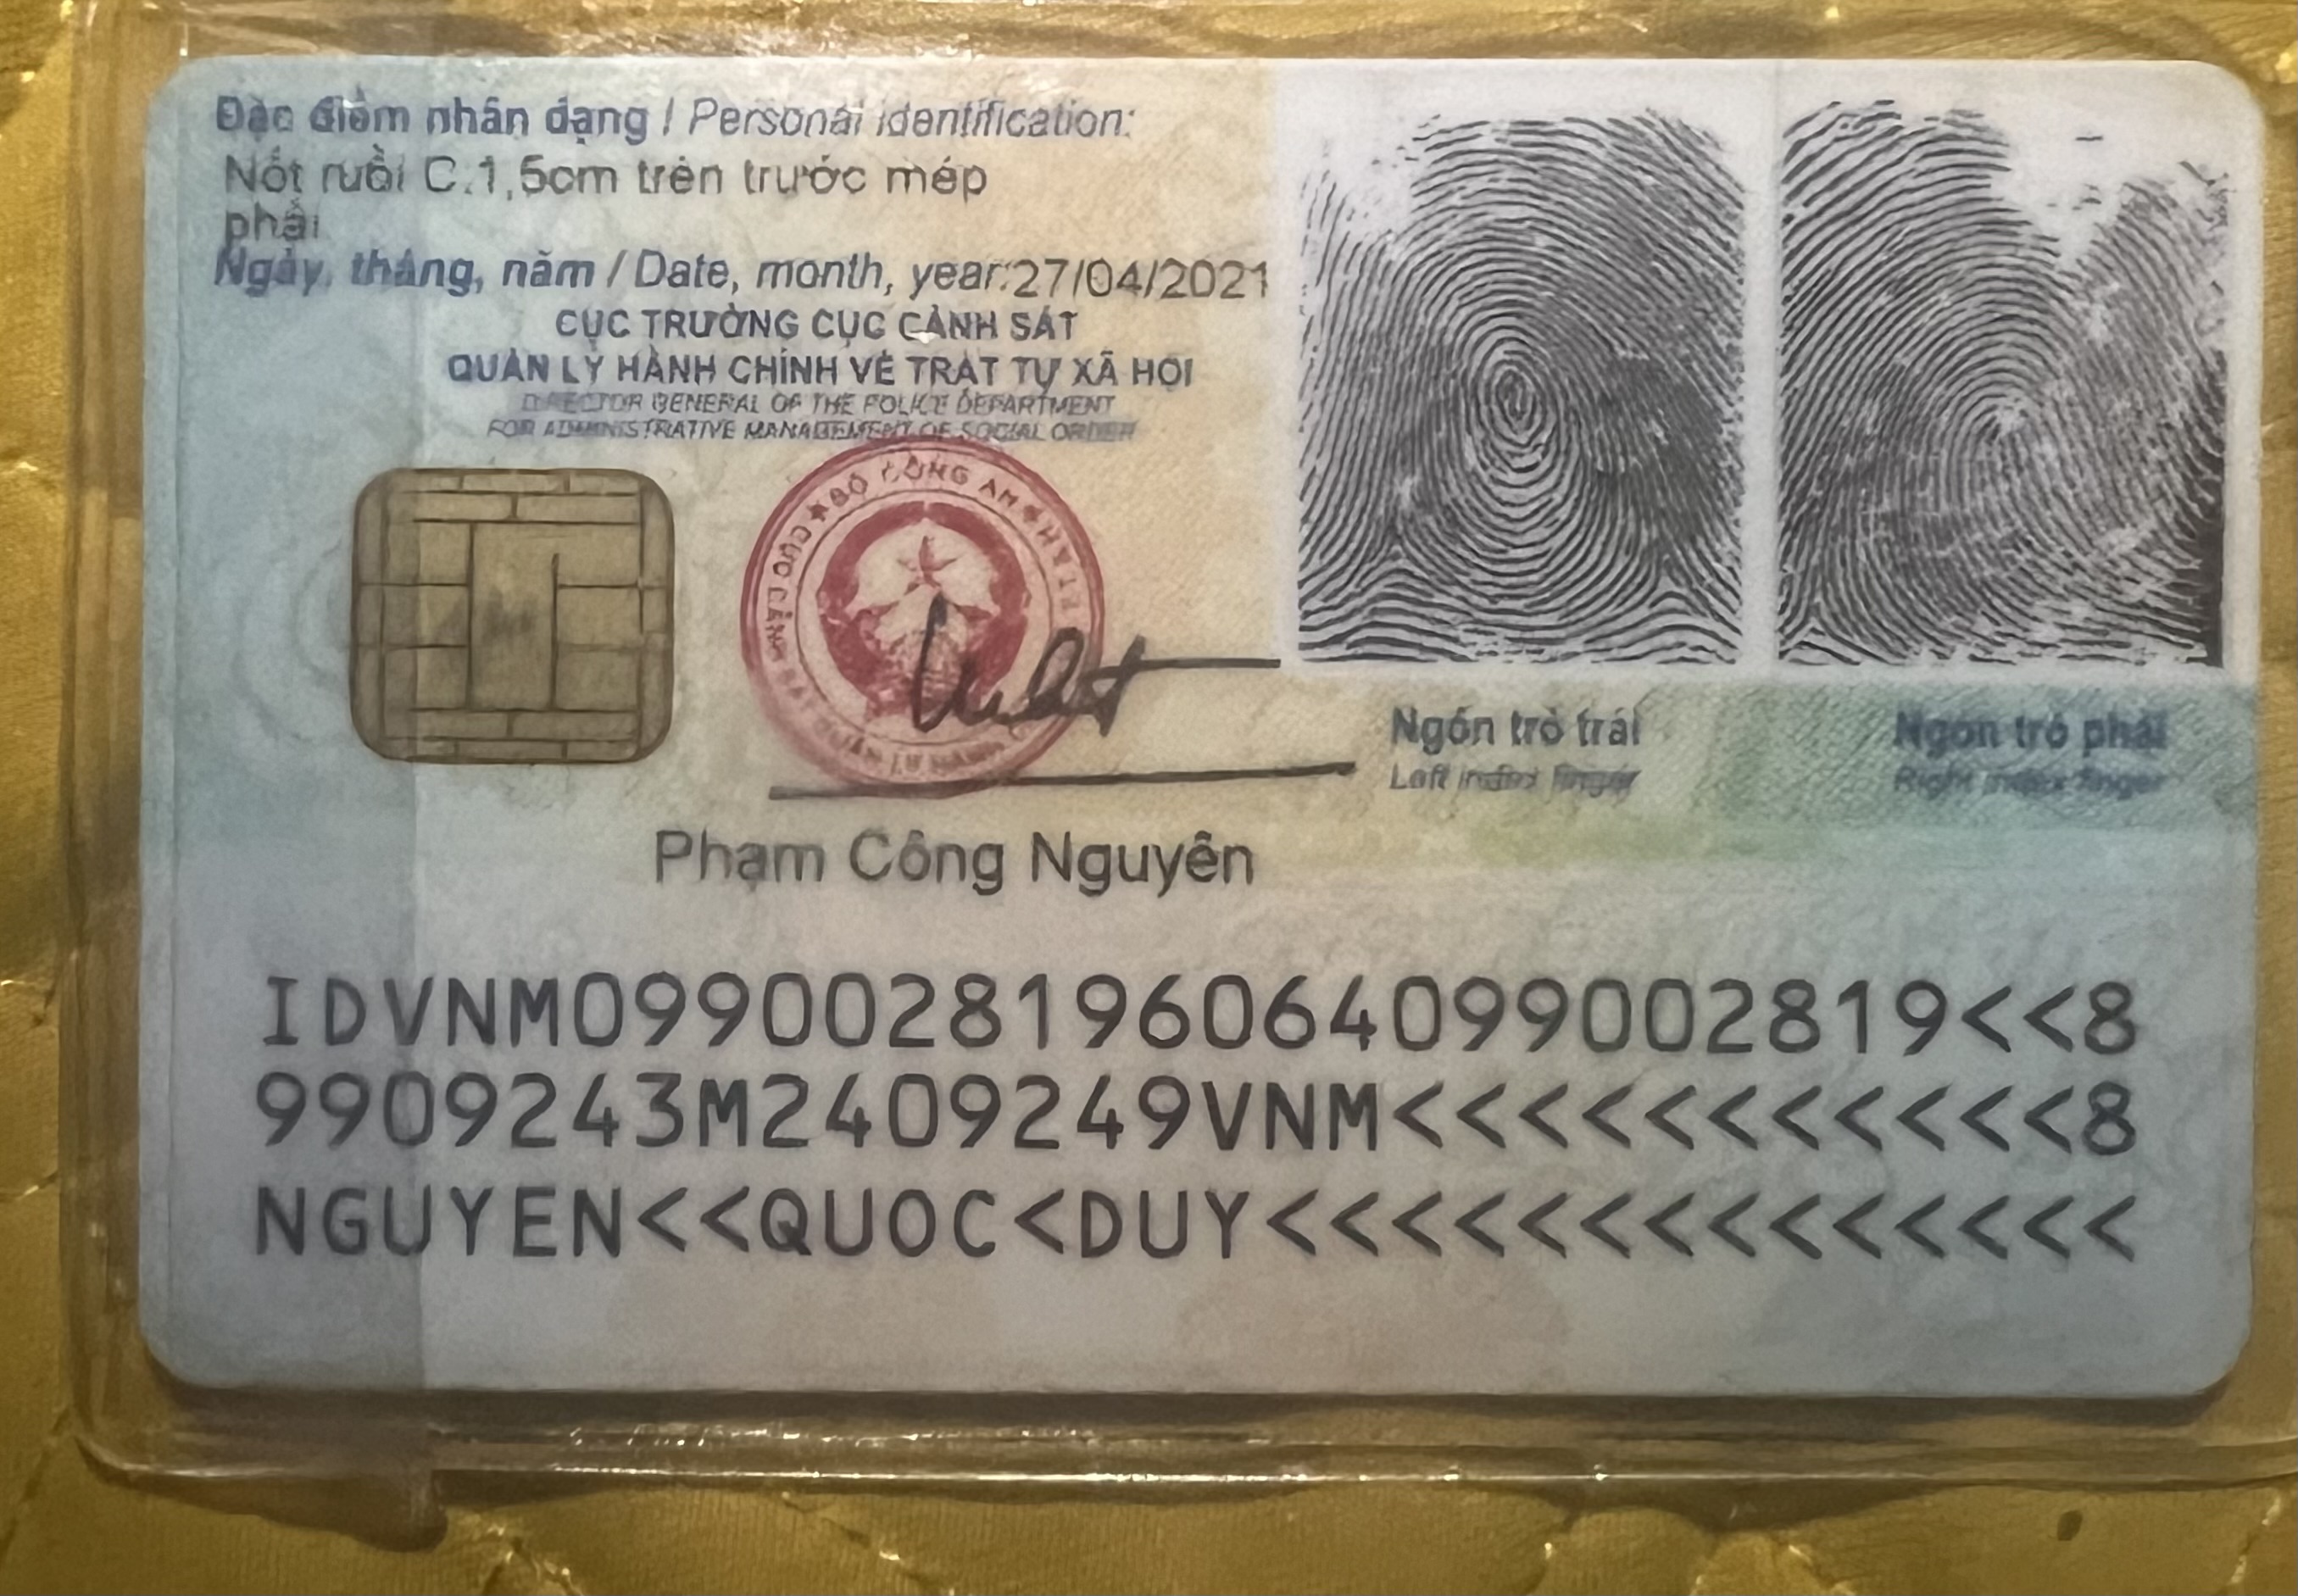 Đặc điểm nhân dạng / Personal identification:
Nốt ruồi C.1,5cm trên trước mép
phải
Ngày, tháng, năm / Date, month, year:27/04/2021
CỤC TRƯỞNG CỤC CẢNH SÁT
QUẢN LÝ HÀNH CHÍNH VỀ TRẬT TỰ XÃ HỘI
DIRECTOR GENERAL OF THE POLICE DEPARTMENT
FOR ADMINISTRATIVE MANAGEMENT OF SOCIAL ORDER
BỘ CÔNG AN
Ngón trỏ trái
Left index finger
Ngón trỏ phải
Right index finger
Phạm Công Nguyên
IDVNM0990028196064099002819<<8
9909243M2409249VNM<<<<<<<<<<<8
NGUYEN<<QUOC<DUY<<<<<<<<<<<<<<